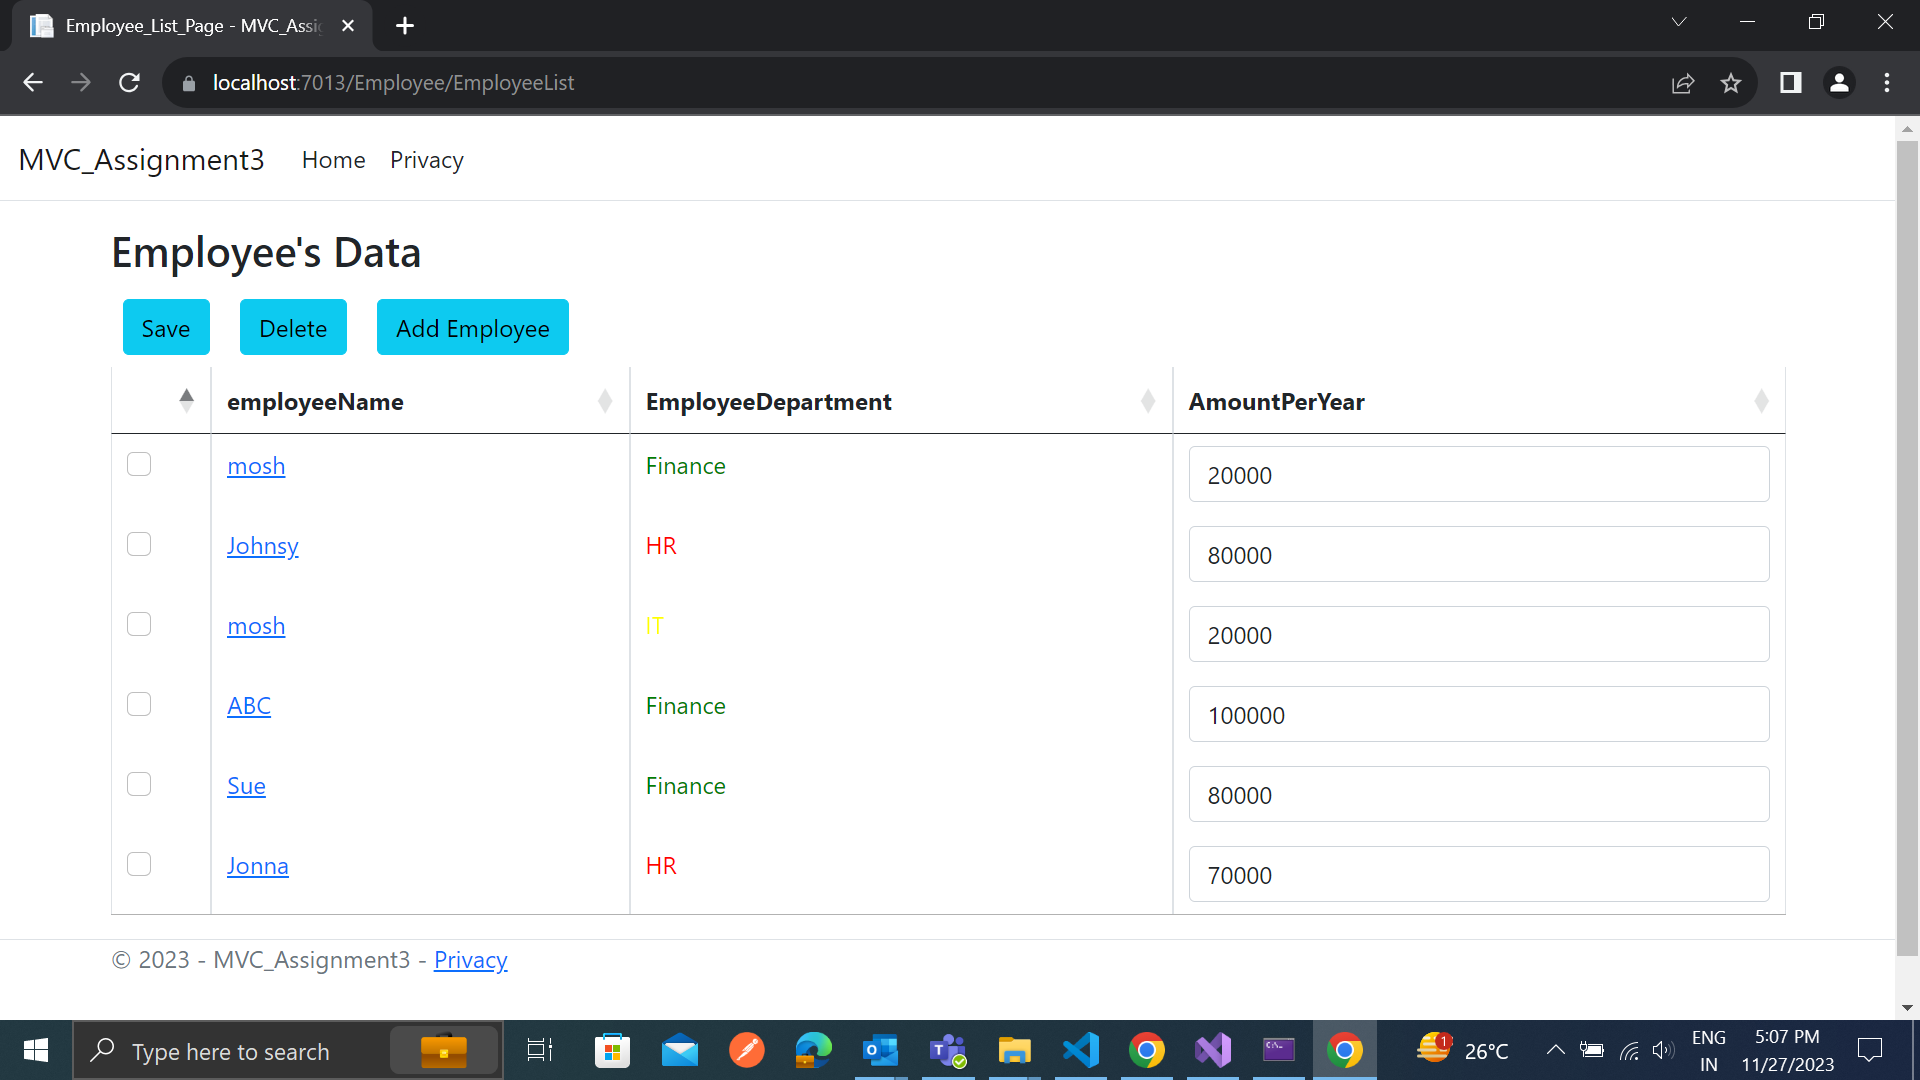 Employee_List_Page - MVC_Assi
localhost:7013/Employee/EmployeeList
MVC_Assignment3 Home Privacy
Employee's Data
Save Delete Add Employee
employeeName EmployeeDepartment AmountPerYear
mosh Finance 20000
Johnsy HR 80000
mosh IT 20000
ABC Finance 100000
Sue Finance 80000
Jonna HR 70000
© 2023 - MVC_Assignment3 - Privacy
Type here to search 1 26°C ENG 5:07 PM
IN 11/27/2023